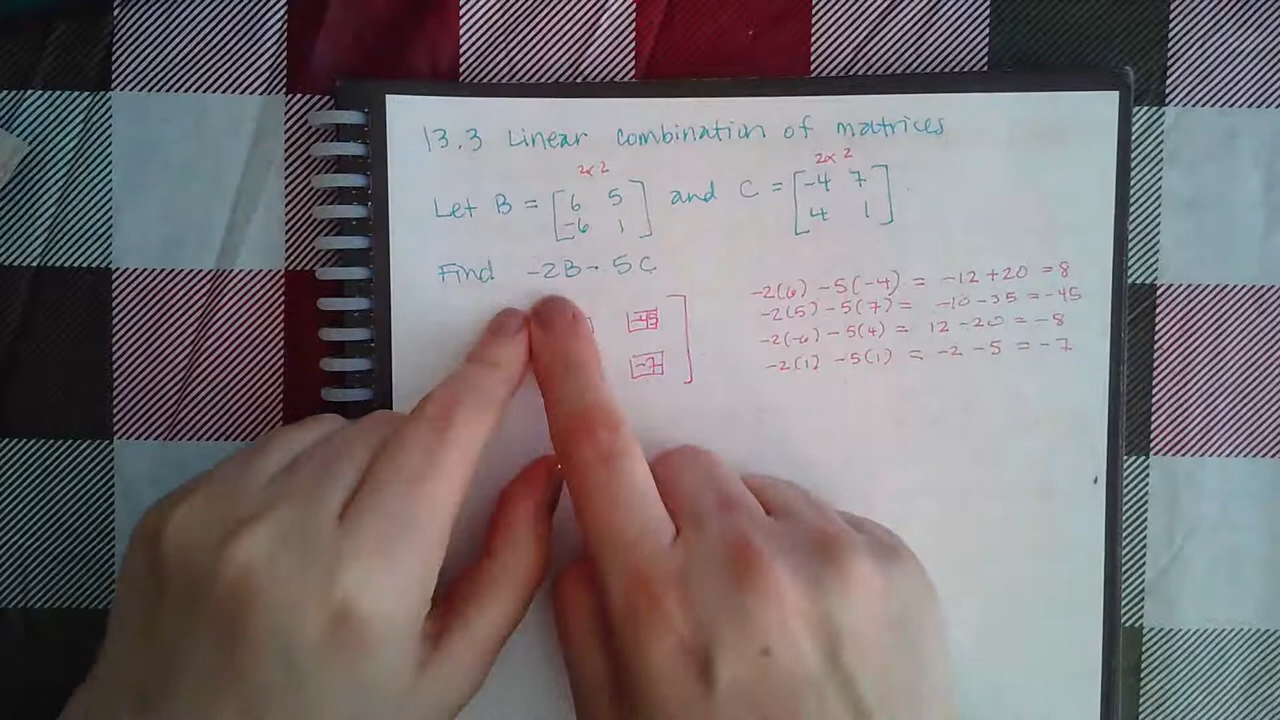 13.3 Linear combination of matrices
2x2 2x2
Let B = [6 5 and C = [-4 7
-6 1] 4 1]
Find -2B - 5C
-2(6) -5(-4) = -12+20 = 8
-2(5) -5(7) = -10-35 = -45
-2(-6) -5(4) = 12-20 = -8
-2(1) -5(1) = -2-5 = -7
-45
-7 ]